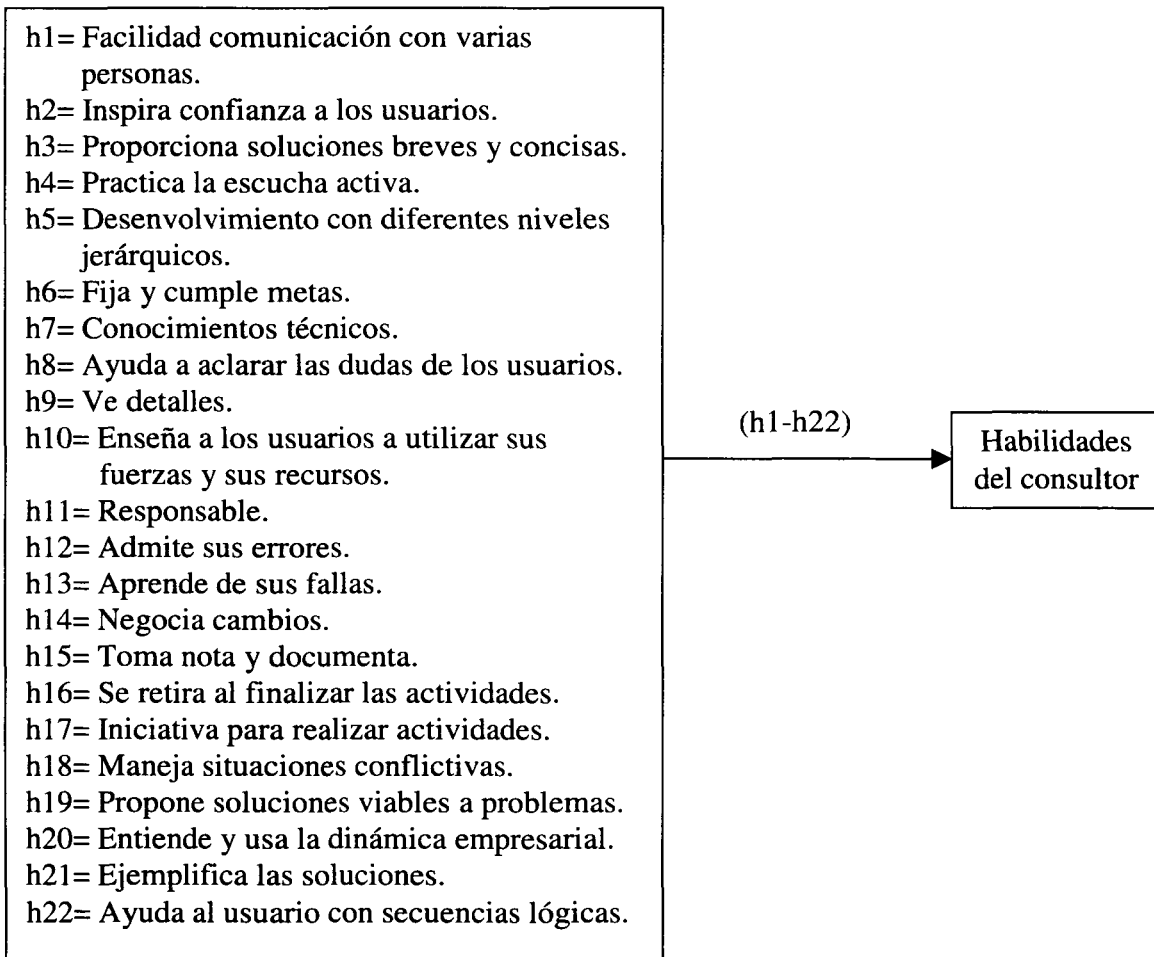 h1= Facilidad comunicación con varias
personas.
h2= Inspira confianza a los usuarios.
h3= Proporciona soluciones breves y concisas.
h4= Practica la escucha activa.
h5= Desenvolvimiento con diferentes niveles
jerárquicos.
h6= Fija y cumple metas.
h7= Conocimientos técnicos.
h8= Ayuda a aclarar las dudas de los usuarios.
h9= Ve detalles.
h10= Enseña a los usuarios a utilizar sus
fuerzas y sus recursos.
h11= Responsable.
h12= Admite sus errores.
h13= Aprende de sus fallas.
h14= Negocia cambios.
h15= Toma nota y documenta.
h16= Se retira al finalizar las actividades.
h17= Iniciativa para realizar actividades.
h18= Maneja situaciones conflictivas.
h19= Propone soluciones viables a problemas.
h20= Entiende y usa la dinámica empresarial.
h21= Ejemplifica las soluciones.
h22= Ayuda al usuario con secuencias lógicas.
(h1-h22)
Habilidades
del consultor